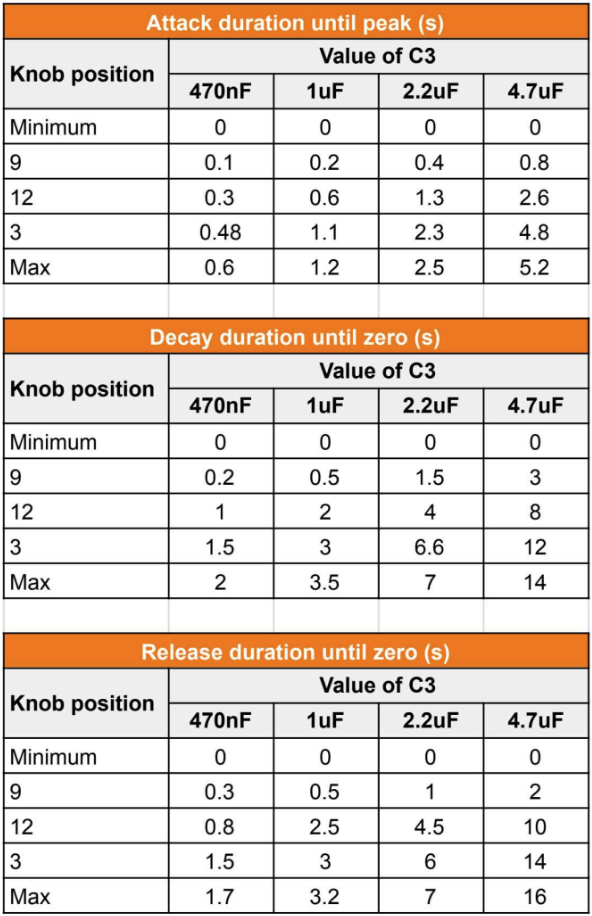 Attack duration until peak (s)
Knob position Value of C3
470nF 1uF 2.2uF 4.7uF
Minimum 0 0 0 0
9 0.1 0.2 0.4 0.8
12 0.3 0.6 1.3 2.6
3 0.48 1.1 2.3 4.8
Max 0.6 1.2 2.5 5.2
Decay duration until zero (s)
Knob position Value of C3
470nF 1uF 2.2uF 4.7uF
Minimum 0 0 0 0
9 0.2 0.5 1.5 3
12 1 2 4 8
3 1.5 3 6.6 12
Max 2 3.5 7 14
Release duration until zero (s)
Knob position Value of C3
470nF 1uF 2.2uF 4.7uF
Minimum 0 0 0 0
9 0.3 0.5 1 2
12 0.8 2.5 4.5 10
3 1.5 3 6 14
Max 1.7 3.2 7 16